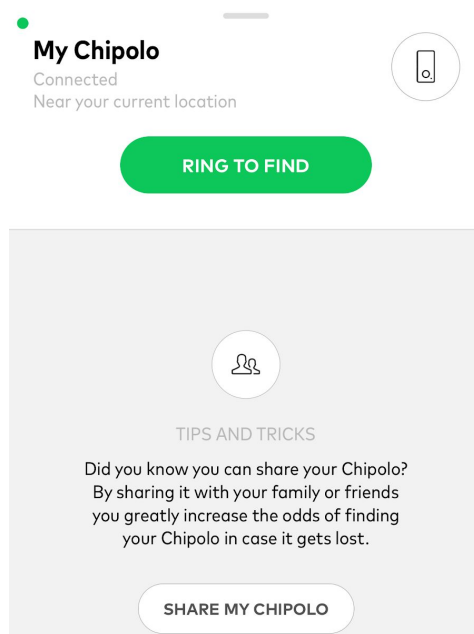 My Chipolo
Connected
Near your current location
RING TO FIND
TIPS AND TRICKS
Did you know you can share your Chipolo?
By sharing it with your family or friends
you greatly increase the odds of finding
your Chipolo in case it gets lost.
SHARE MY CHIPOLO